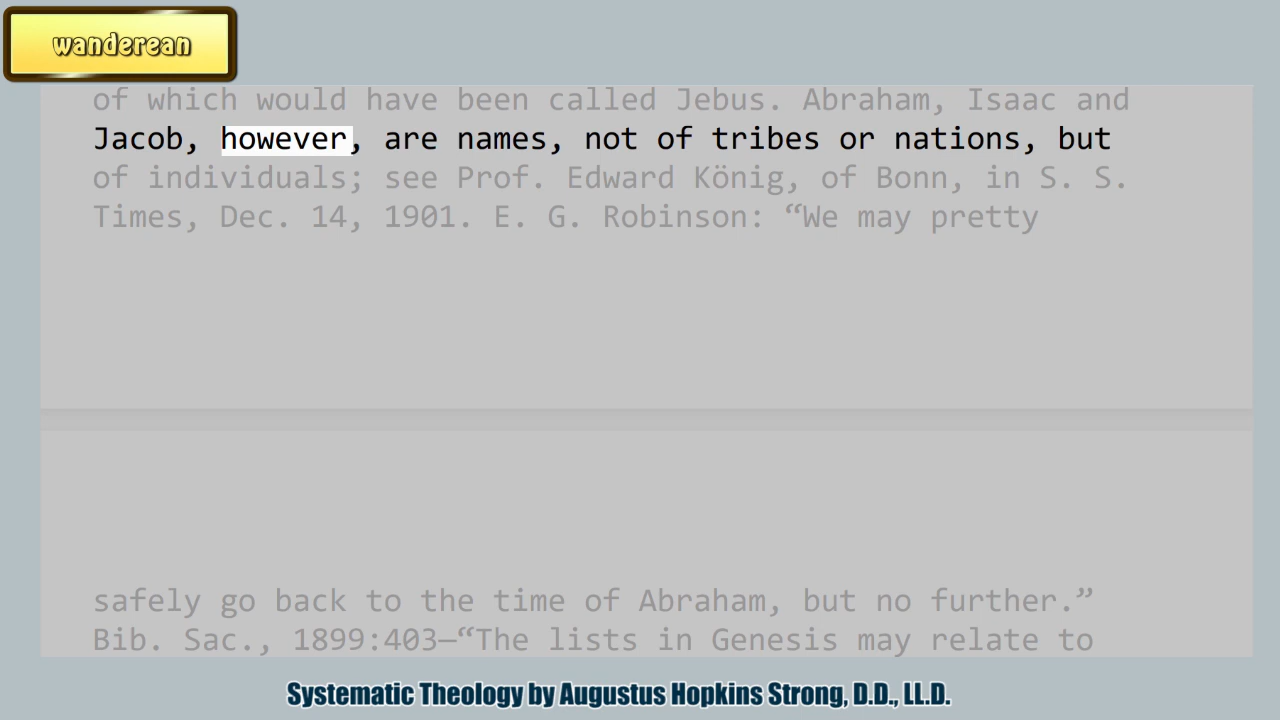 wanderean
of which would have been called Jebus. Abraham, Isaac and
Jacob, however, are names, not of tribes or nations, but
of individuals; see Prof. Edward König, of Bonn, in S. S.
Times, Dec. 14, 1901. E. G. Robinson: “We may pretty
safely go back to the time of Abraham, but no further.”
Bib. Sac., 1899:403—“The lists in Genesis may relate to
Systematic Theology by Augustus Hopkins Strong, D.D., LL.D.